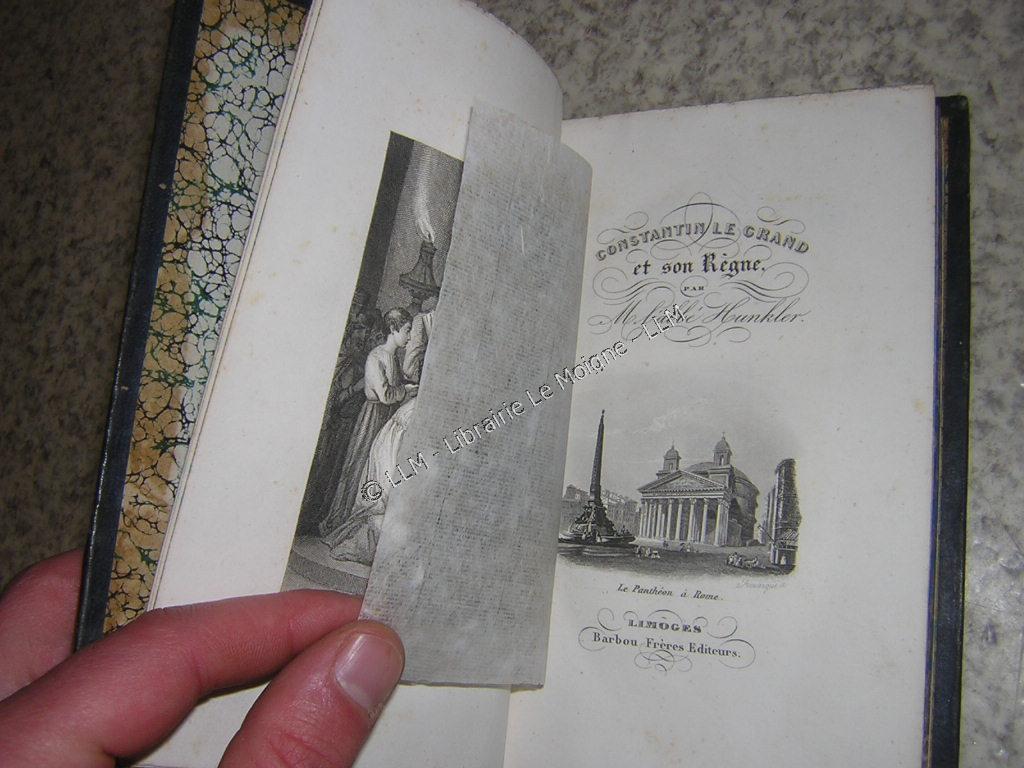 CONSTANTIN LE GRAND
et son Règne,
PAR
M. l'abbé Hunkler.
© LLM - Librairie Le Moigne - LLM
Le Panthéon à Rome.
LIMOGES
Barbou Frères Editeurs.